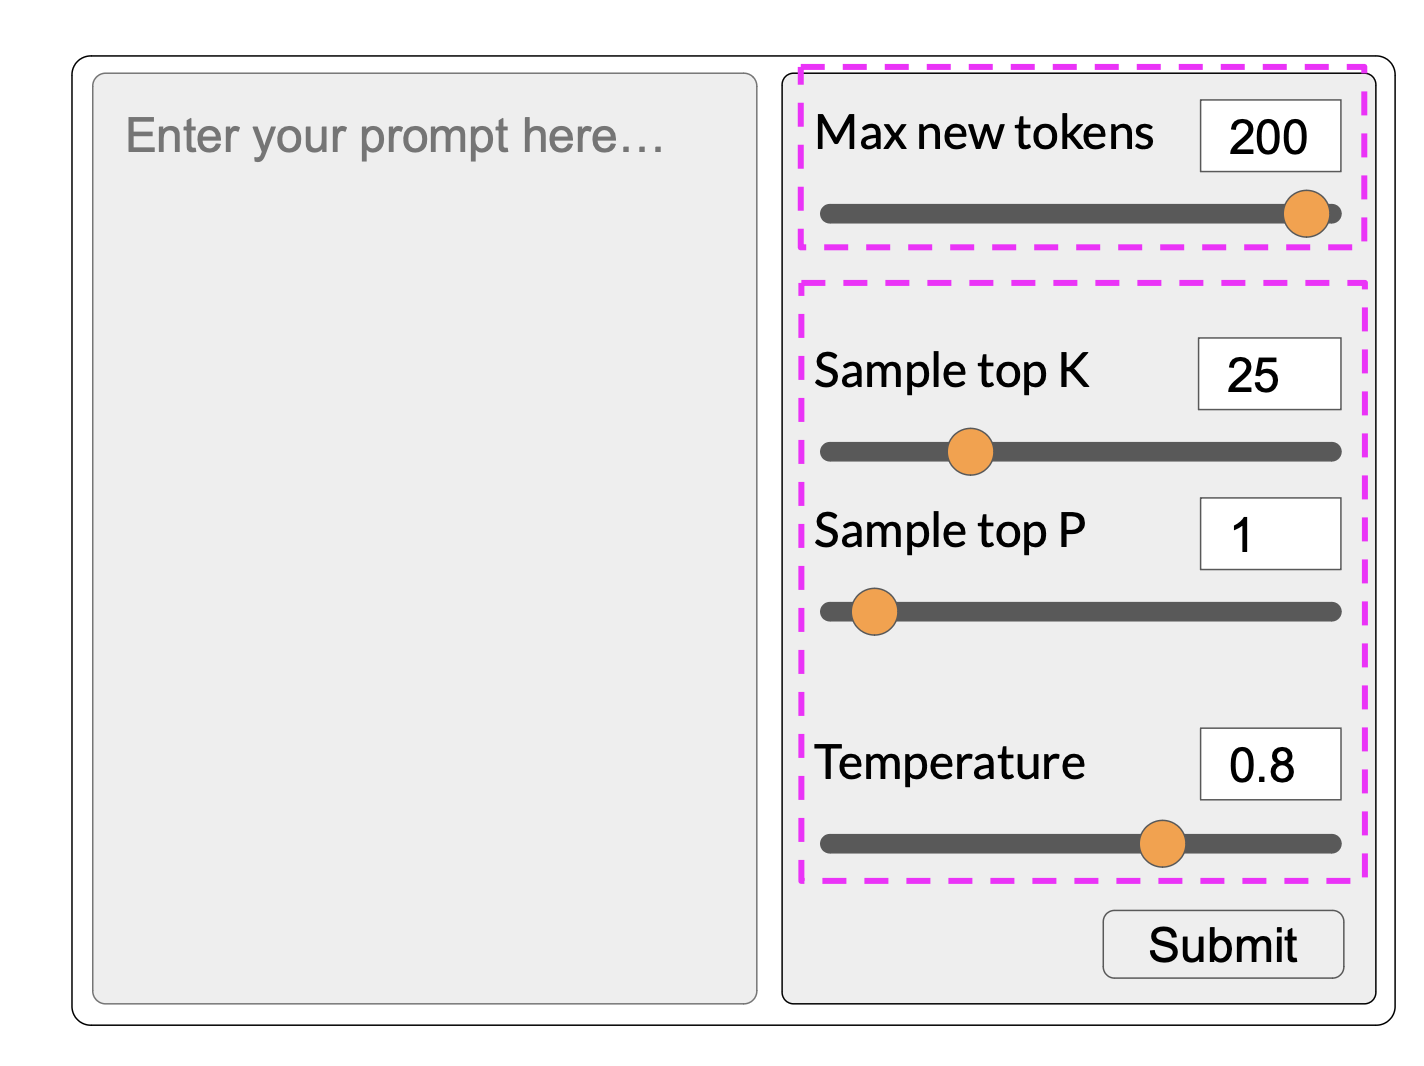 Enter your prompt here...
Max new tokens 200
Sample top K 25
Sample top P 1
Temperature 0.8
Submit